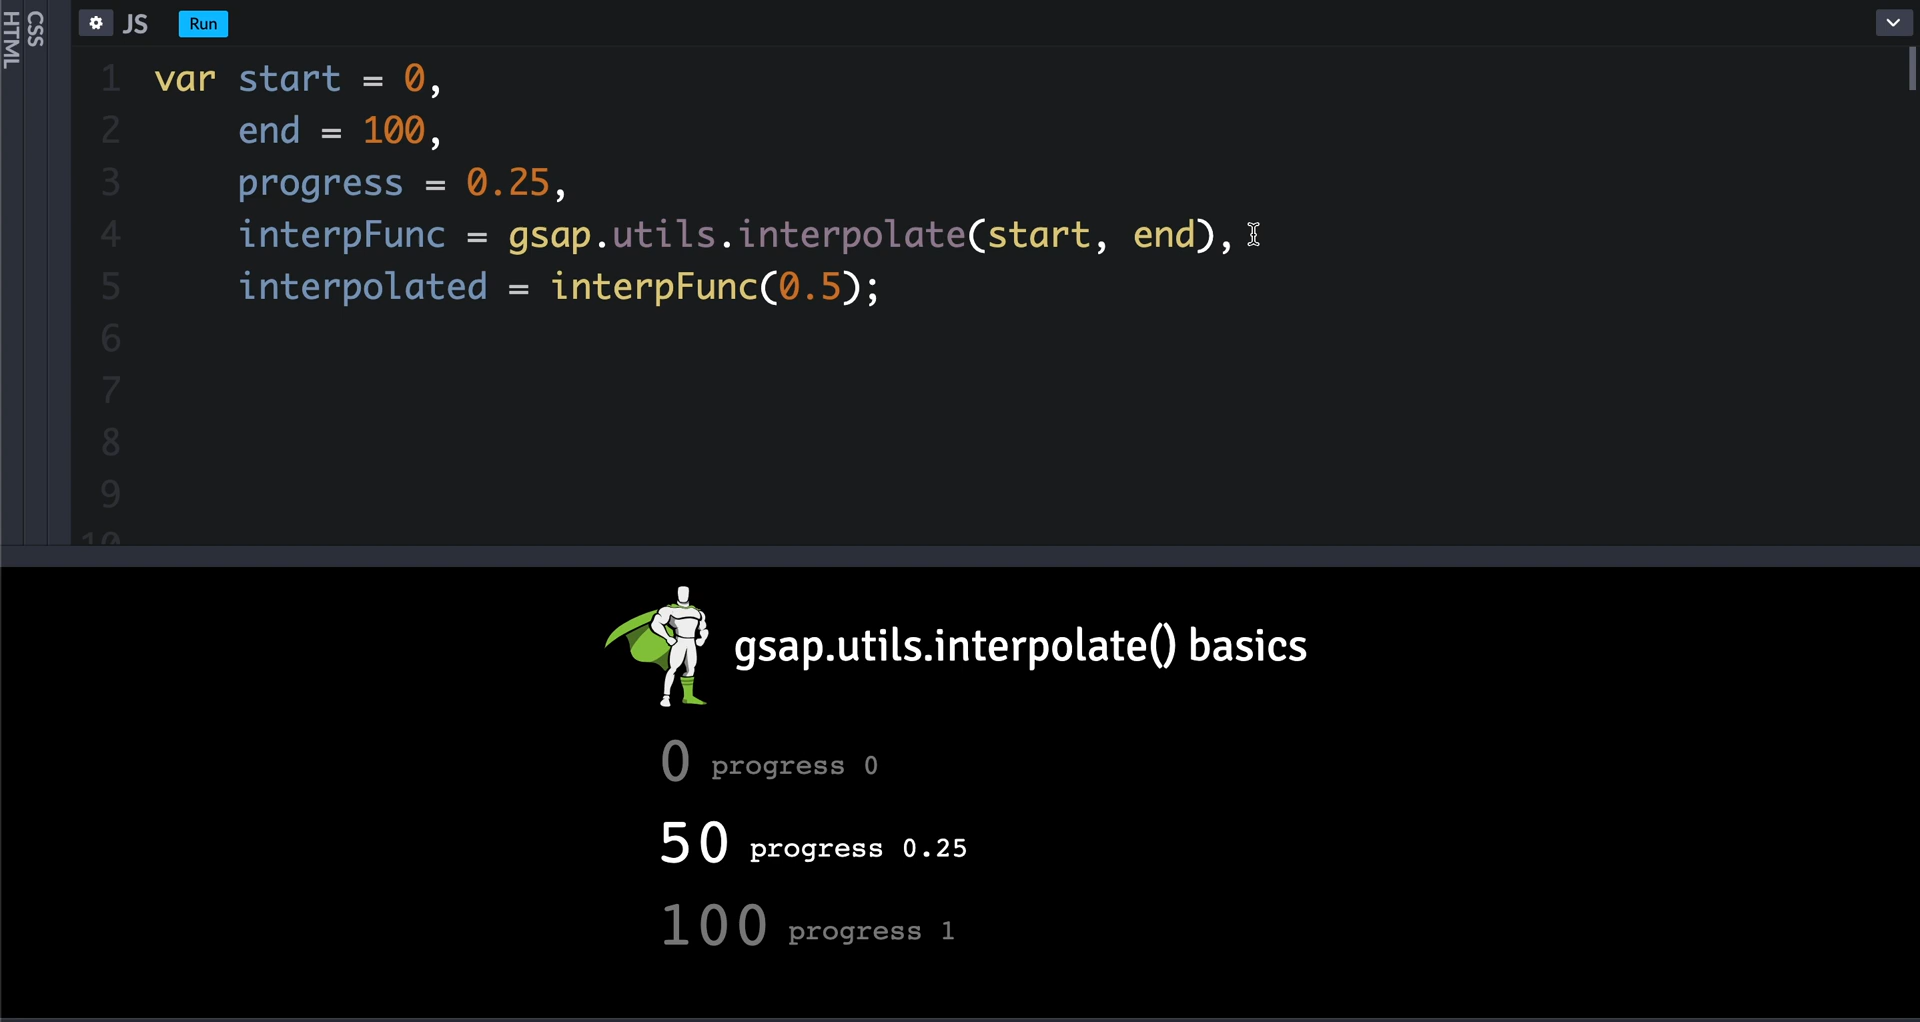 HTML
CSS
JS Run
1 var start = 0,
2 end = 100,
3 progress = 0.25,
4 interpFunc = gsap.utils.interpolate(start, end),
5 interpolated = interpFunc(0.5);
6
7
8
9
10
gsap.utils.interpolate() basics
0 progress 0
50 progress 0.25
100 progress 1